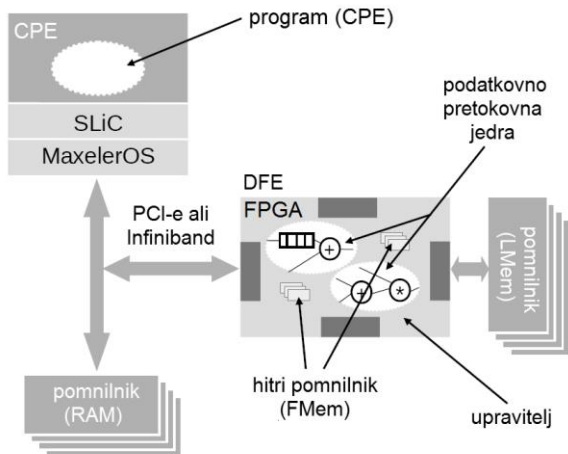 CPE
program (CPE)
SLiC
MaxelerOS
podatkovno
pretokovna
jedra
PCI-e ali
Infiniband
DFE
FPGA
+
+
*
pomnilnik
(LMem)
pomnilnik
(RAM)
hitri pomnilnik
(FMem)
upravitelj